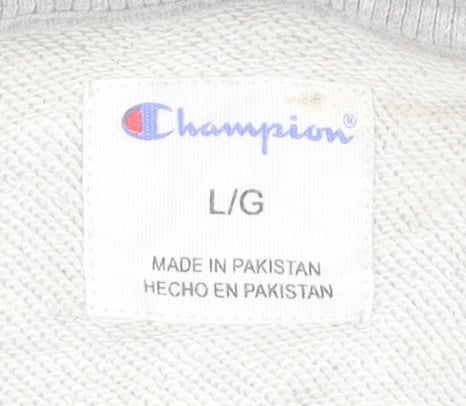 Champion®
L/G
MADE IN PAKISTAN
HECHO EN PAKISTAN